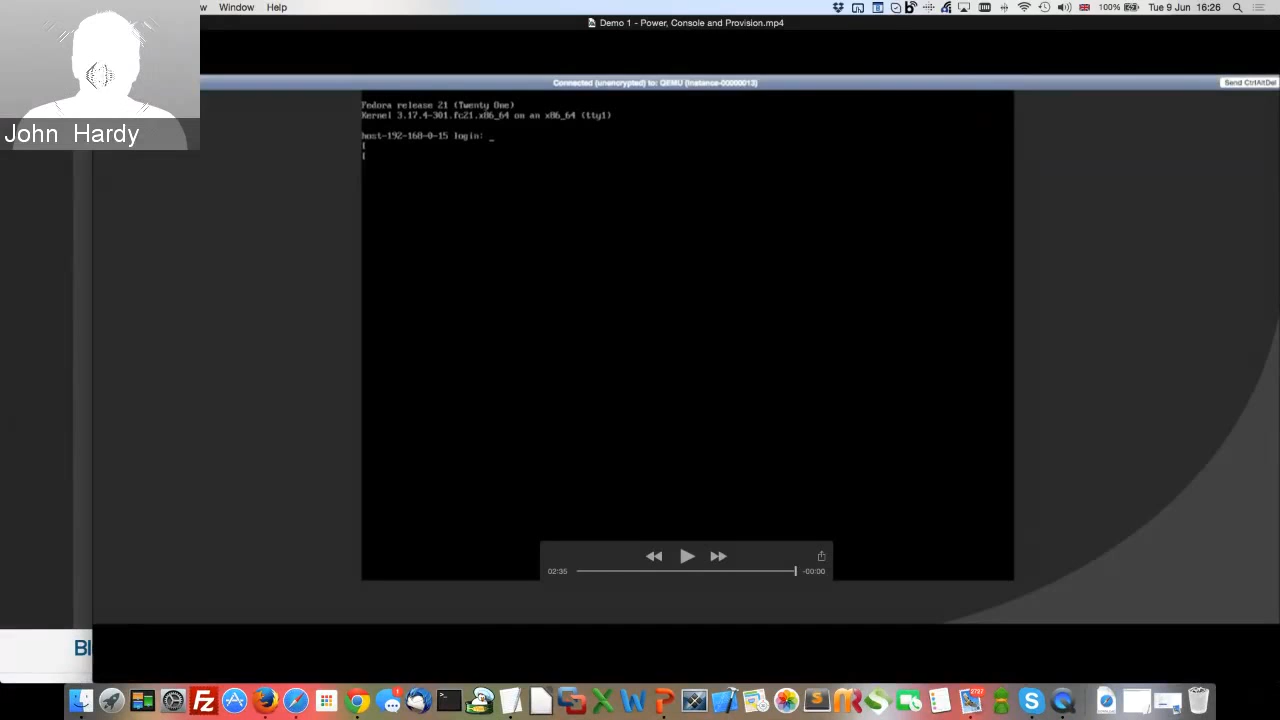 w Window Help
100% Tue 9 Jun 16:26
Demo 1 - Power, Console and Provision.mp4
Connected (unencrypted) to: QEMU (instance-00000013)
Send CtrlAltDel
Fedora release 21 (Twenty One)
Kernel 3.17.4-301.fc21.x86_64 on an x86_64 (tty1)
host-192-168-0-15 login: _
[
[
John Hardy
02:35
-00:00
Bl
2797